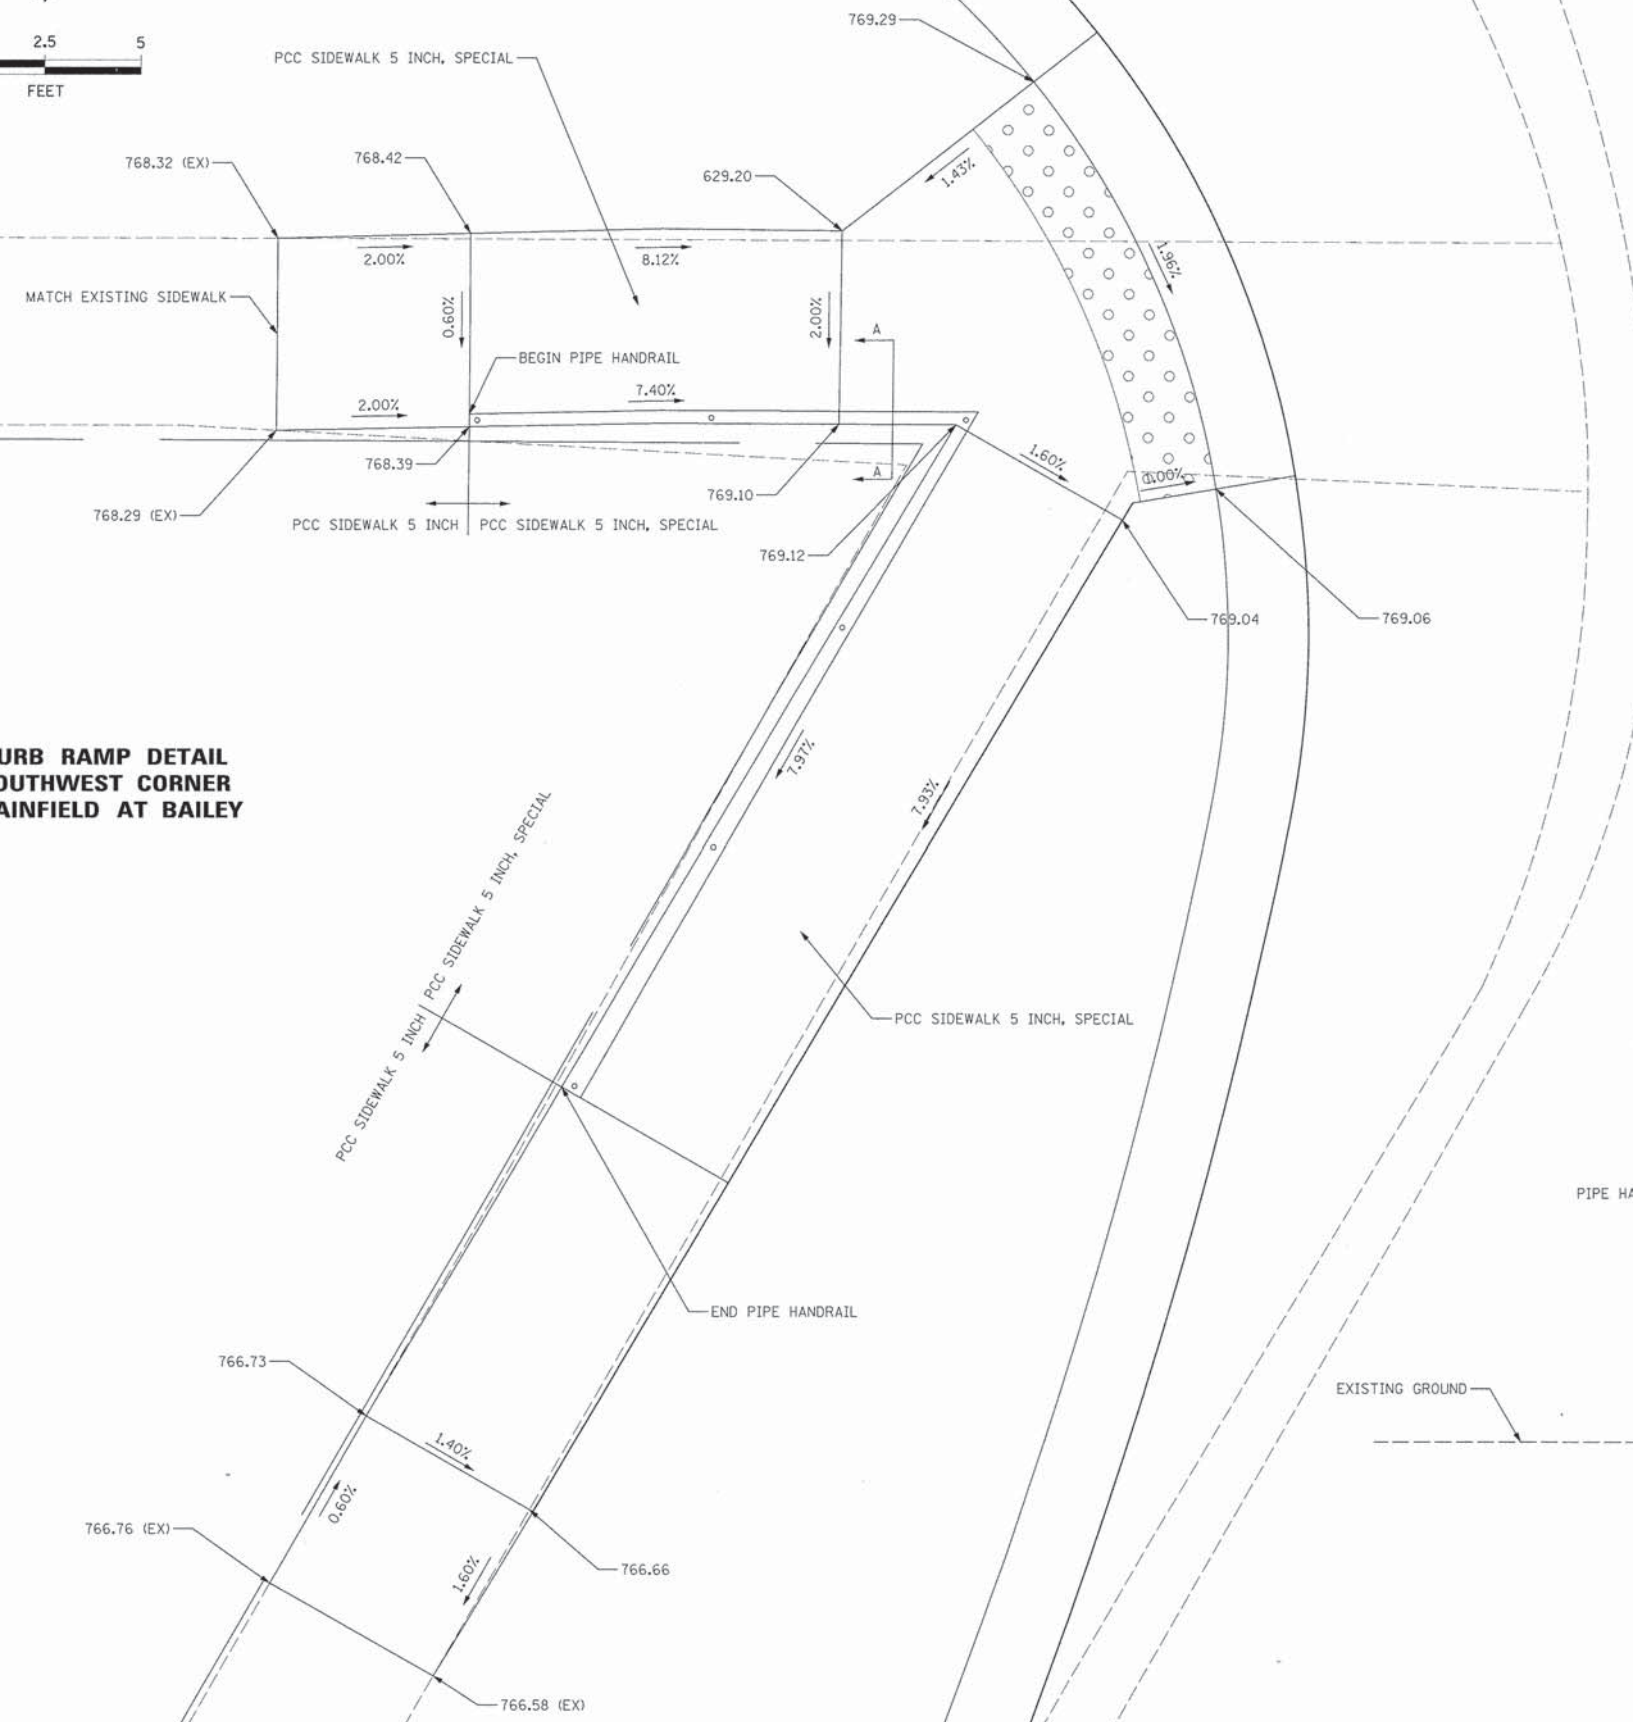 2.5 5
FEET
PCC SIDEWALK 5 INCH, SPECIAL
769.29
768.32 (EX)
768.42
629.20
1.43%
2.00%
8.12%
1.96%
MATCH EXISTING SIDEWALK
0.60%
2.00%
A
BEGIN PIPE HANDRAIL
7.40%
2.00%
768.39
1.60%
A
769.10
768.29 (EX)
PCC SIDEWALK 5 INCH
PCC SIDEWALK 5 INCH, SPECIAL
769.12
769.04
769.06
URB RAMP DETAIL
OUTHWEST CORNER
AINFIELD AT BAILEY
7.97%
7.93%
PCC SIDEWALK 5 INCH
PCC SIDEWALK 5 INCH, SPECIAL
PCC SIDEWALK 5 INCH, SPECIAL
PIPE HA
END PIPE HANDRAIL
766.73
EXISTING GROUND
1.40%
0.60%
766.76 (EX)
1.60%
766.66
766.58 (EX)